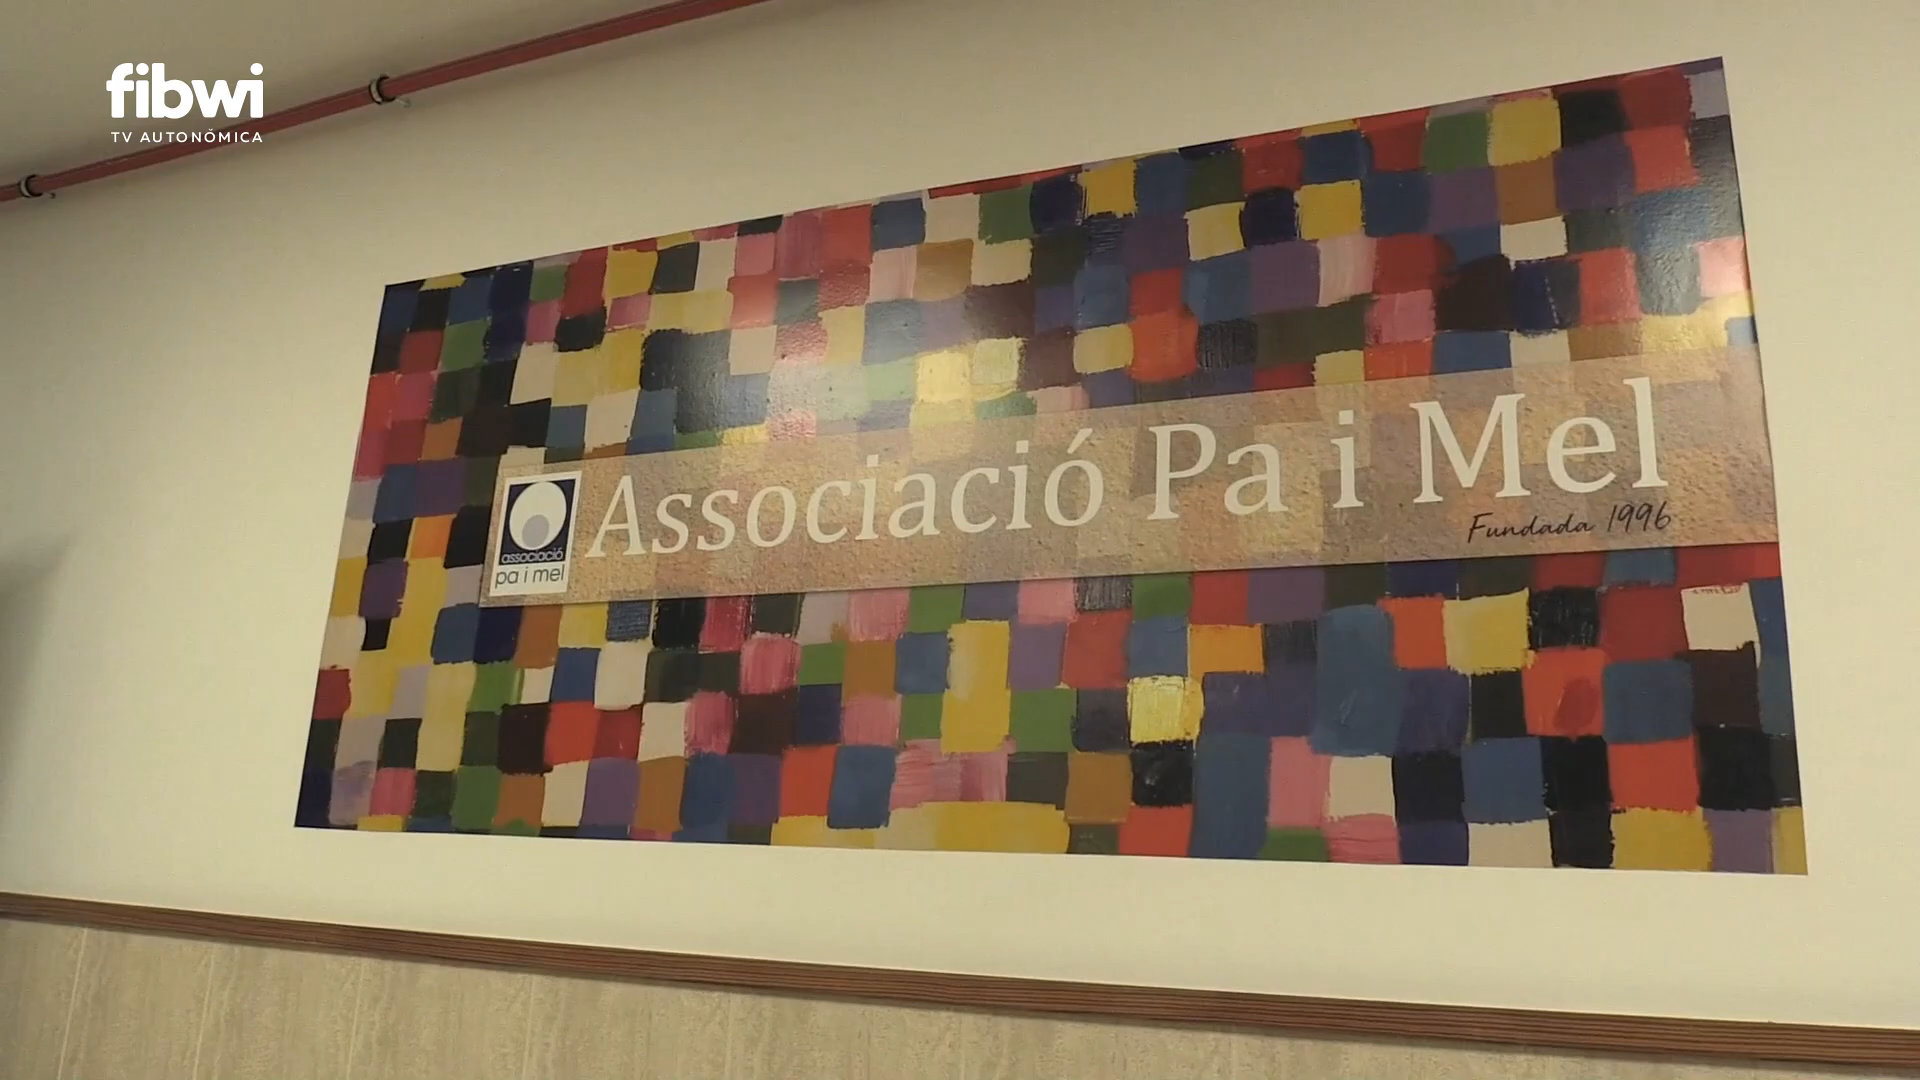 fibwi
TV AUTONÓMICA
Associació Pa i Mel
Fundada 1996
associació
pa i mel